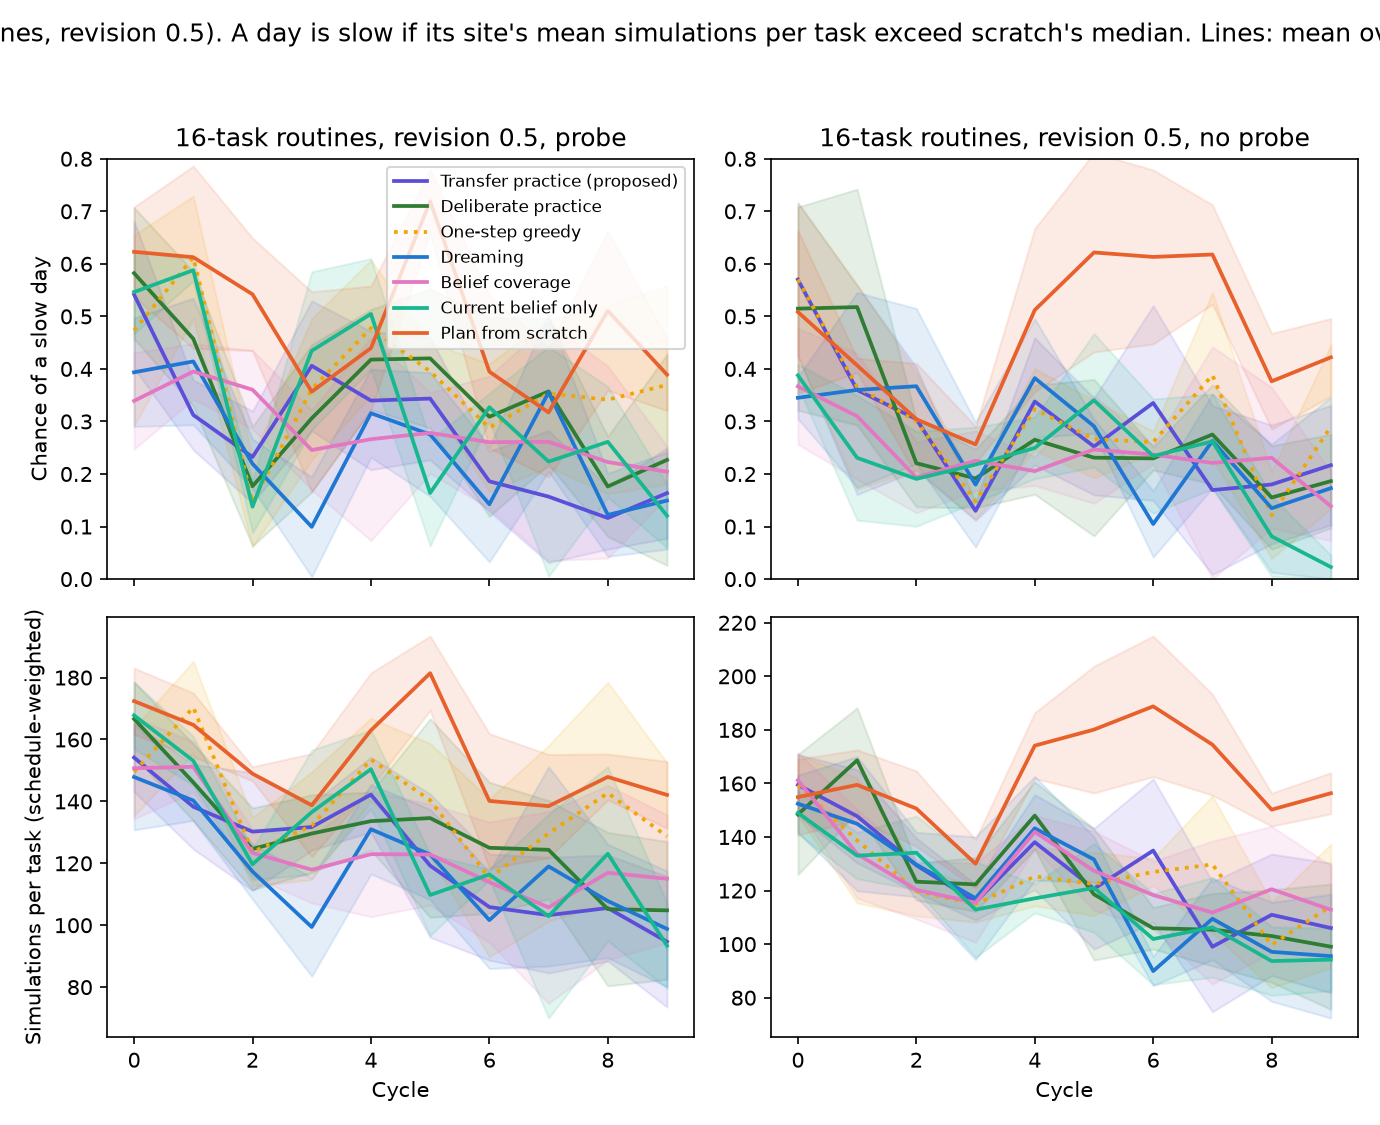 nes, revision 0.5). A day is slow if its site's mean simulations per task exceed scratch's median. Lines: mean
16-task routines, revision 0.5, probe
16-task routines, revision 0.5, no probe
Chance of a slow day
0.8
0.7
0.6
0.5
0.4
0.3
0.2
0.1
0.0
Transfer practice (proposed)
Deliberate practice
One-step greedy
Dreaming
Belief coverage
Current belief only
Plan from scratch
0.8
0.7
0.6
0.5
0.4
0.3
0.2
0.1
0.0
Simulations per task (schedule-weighted)
180
160
140
120
100
80
0 2 4 6 8
Cycle
220
200
180
160
140
120
100
80
0 2 4 6 8
Cycle